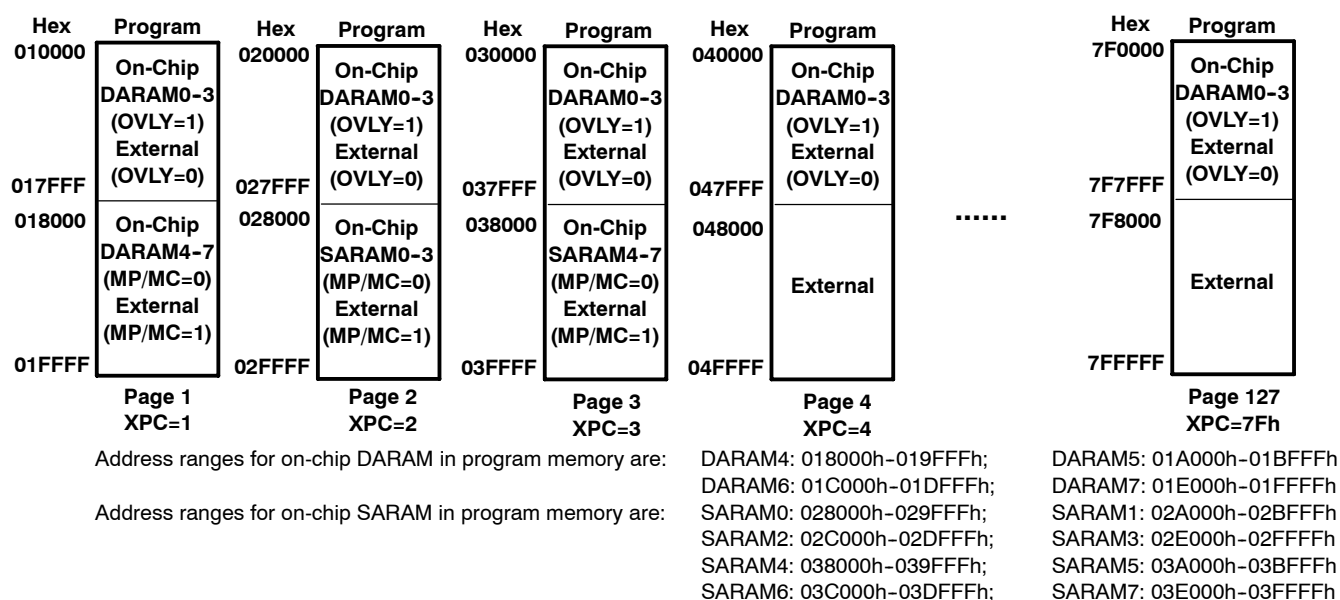 Hex Program
010000
On-Chip
DARAM0-3
(OVLY=1)
External
(OVLY=0)
017FFF
018000
On-Chip
DARAM4-7
(MP/MC=0)
External
(MP/MC=1)
01FFFF
Page 1
XPC=1
Hex Program
020000
On-Chip
DARAM0-3
(OVLY=1)
External
(OVLY=0)
027FFF
028000
On-Chip
SARAM0-3
(MP/MC=0)
External
(MP/MC=1)
02FFFF
Page 2
XPC=2
Hex Program
030000
On-Chip
DARAM0-3
(OVLY=1)
External
(OVLY=0)
037FFF
038000
On-Chip
SARAM4-7
(MP/MC=0)
External
(MP/MC=1)
03FFFF
Page 3
XPC=3
Hex Program
040000
On-Chip
DARAM0-3
(OVLY=1)
External
(OVLY=0)
047FFF
048000
External
04FFFF
Page 4
XPC=4
......
Hex Program
7F0000
On-Chip
DARAM0-3
(OVLY=1)
External
(OVLY=0)
7F7FFF
7F8000
External
7FFFFF
Page 127
XPC=7Fh
Address ranges for on-chip DARAM in program memory are: DARAM4: 018000h-019FFFh; DARAM5: 01A000h-01BFFFh
DARAM6: 01C000h-01DFFFh; DARAM7: 01E000h-01FFFFh
Address ranges for on-chip SARAM in program memory are: SARAM0: 028000h-029FFFh; SARAM1: 02A000h-02BFFFh
SARAM2: 02C000h-02DFFFh; SARAM3: 02E000h-02FFFFh
SARAM4: 038000h-039FFFh; SARAM5: 03A000h-03BFFFh
SARAM6: 03C000h-03DFFFh; SARAM7: 03E000h-03FFFFh